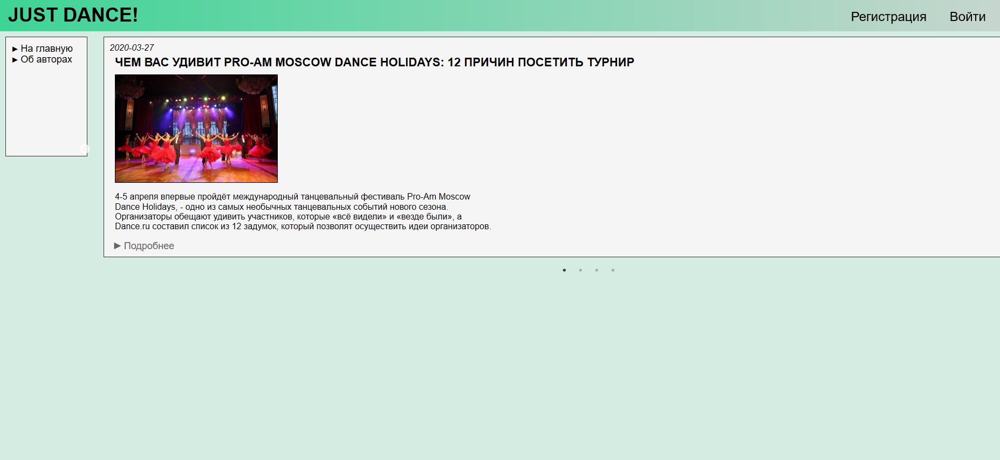 JUST DANCE!
Регистрация
Войти
► На главную
► Об авторах
2020-03-27
ЧЕМ ВАС УДИВИТ PRO-AM MOSCOW DANCE HOLIDAYS: 12 ПРИЧИН ПОСЕТИТЬ ТУРНИР
4-5 апреля впервые пройдёт международный танцевальный фестиваль Pro-Am Moscow
Dance Holidays, - одно из самых необычных танцевальных событий нового сезона.
Организаторы обещают удивить участников, которые «всё видели» и «везде были», а
Dance.ru составил список из 12 задумок, который позволят осуществить идеи организаторов.
► Подробнее